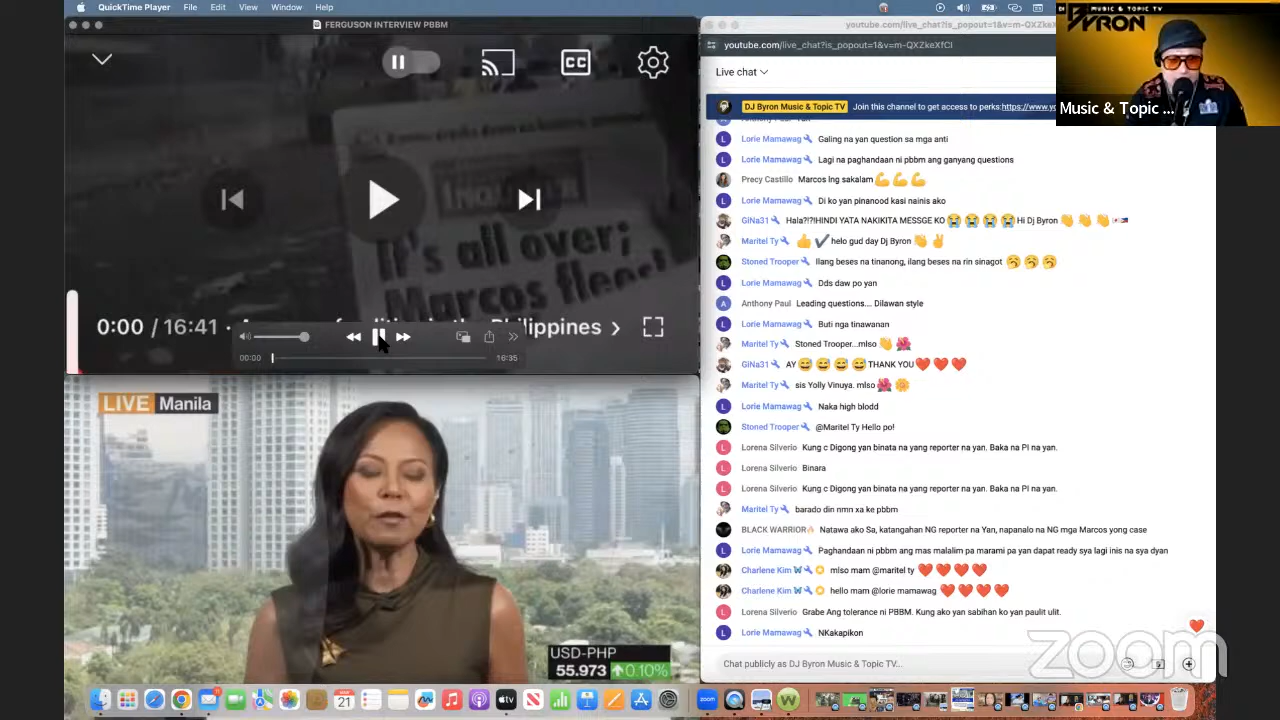 QuickTime Player File Edit View Window Help
FERGUSON INTERVIEW PBBM
youtube.com/live_chat?is_popout=1&v=m-QXZkeXfCI
youtube.com/live_chat?is_popout=1&v=m-QXZkeXfCI
Live chat
DJ Byron Music & Topic TV Join this channel to get access to perks:
MUSIC & TOPIC TV
BYRON
Music & Topic ...
CC
0:00 / 16:41
Philippines
00:00
16:35
Lorie Mamawag Galing na yan question sa mga anti
Lorie Mamawag Lagi na paghandaan ni pbbm ang ganyang questions
Precy Castillo Marcos lng sakalam💪💪💪
Lorie Mamawag Di ko yan pinanood kasi nainis ako
GiNa31 Hala?!?!HINDI YATA NAKIKITA MESSGE KO😭😭😭😭Hi Dj Byron👋👋👋🇰🇷🇵🇭
Maritel Ty 👍✔️helo gud day Dj Byron👋✌️
Stoned Trooper Ilang beses na tinanong, ilang beses na rin sinagot 🥱🥱🥱
Lorie Mamawag Dds daw po yan
Anthony Paul Leading questions.... Dilawan style
Lorie Mamawag Buti nga tinawanan
Maritel Ty Stoned Trooper...mlso👋🌺
GiNa31 AY😅😅😅😅THANK YOU❤️❤️❤️
Maritel Ty sis Yolly Vinuya. mlso🌺🌼
Lorie Mamawag Naka high blodd
Stoned Trooper @Maritel Ty Hello po!
Lorena Silverio Kung c Digong yan binata na yang reporter na yan. Baka na PI na yan.
Lorena Silverio Binara
Lorena Silverio Kung c Digong yan binata na yang reporter na yan. Baka na PI na yan.
Maritel Ty barado din nmn xa ke pbbm
BLACK WARRIOR🔥 Natawa ako Sa, katangahan NG reporter na Yan, napanalo na NG mga Marcos yong case
Lorie Mamawag Paghandaan ni pbbm ang mas malalim pa marami pa yan dapat ready sya lagi inis na sya dyan
Charlene Kim mlso mam @maritel ty ❤️❤️❤️❤️
Charlene Kim hello mam @lorie mamawag❤️❤️❤️❤️
Lorena Silverio Grabe Ang tolerance ni PBBM. Kung ako yan sabihan ko yan paulit ulit.
Lorie Mamawag NKakapikon
Chat publicly as DJ Byron Music & Topic TV...
zoom
LIVE Manila
USD-PHP
55.973 0.10%